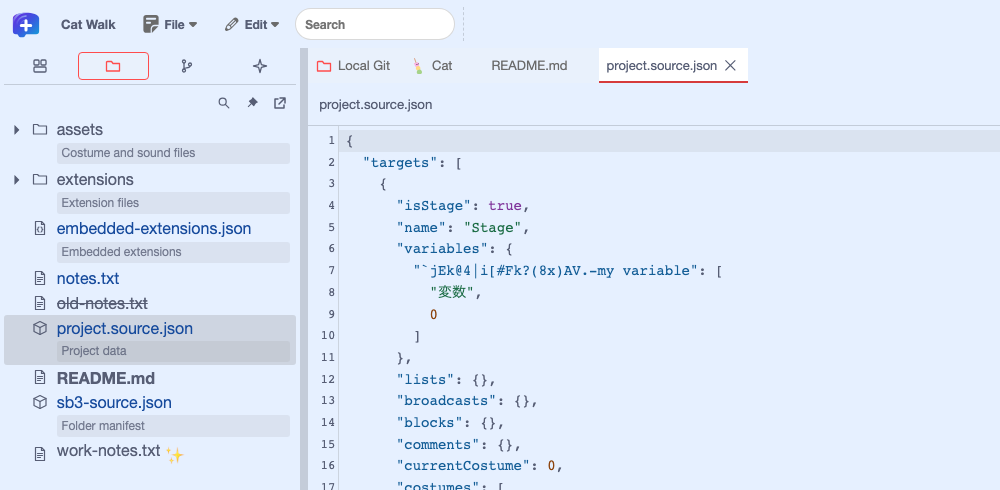 Cat Walk File Edit Search
Local Git Cat README.md project.source.json
project.source.json
assets
Costume and sound files
extensions
Extension files
embedded-extensions.json
Embedded extensions
notes.txt
old-notes.txt
project.source.json
Project data
README.md
sb3-source.json
Folder manifest
work-notes.txt
1 {
2 "targets": [
3 {
4 "isStage": true,
5 "name": "Stage",
6 "variables": {
7 "`jEk@4|i[#Fk?(8x)AV.-my variable": [
8 "変数",
9 0
10 ]
11 },
12 "lists": {},
13 "broadcasts": {},
14 "blocks": {},
15 "comments": {},
16 "currentCostume": 0,
17 "costumes": [